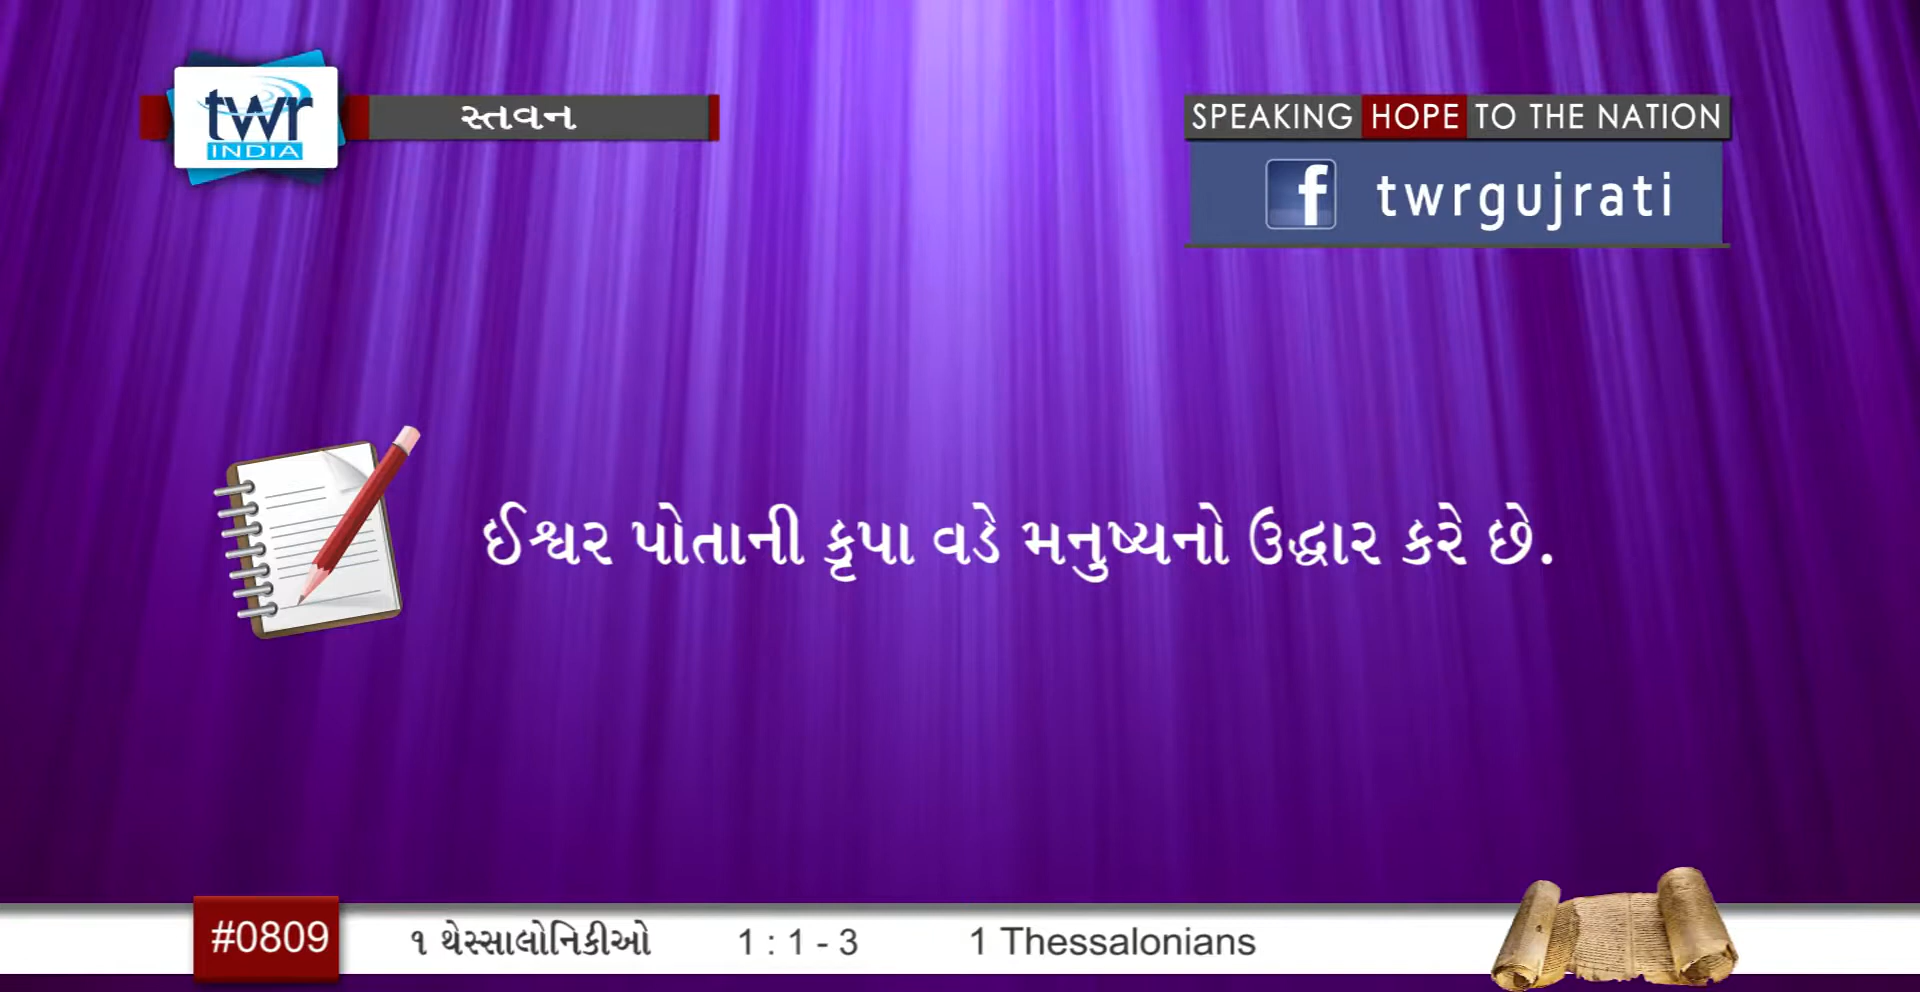 twr
INDIA
સ્તવન
SPEAKING HOPE TO THE NATION
f twrgujrati
ઈશ્વર પોતાની કૃપા વડે મનુષ્યનો ઉદ્ધાર કરે છે.
#0809 ૧ થેસ્સાલોનિકીઓ 1 : 1 - 3 1 Thessalonians